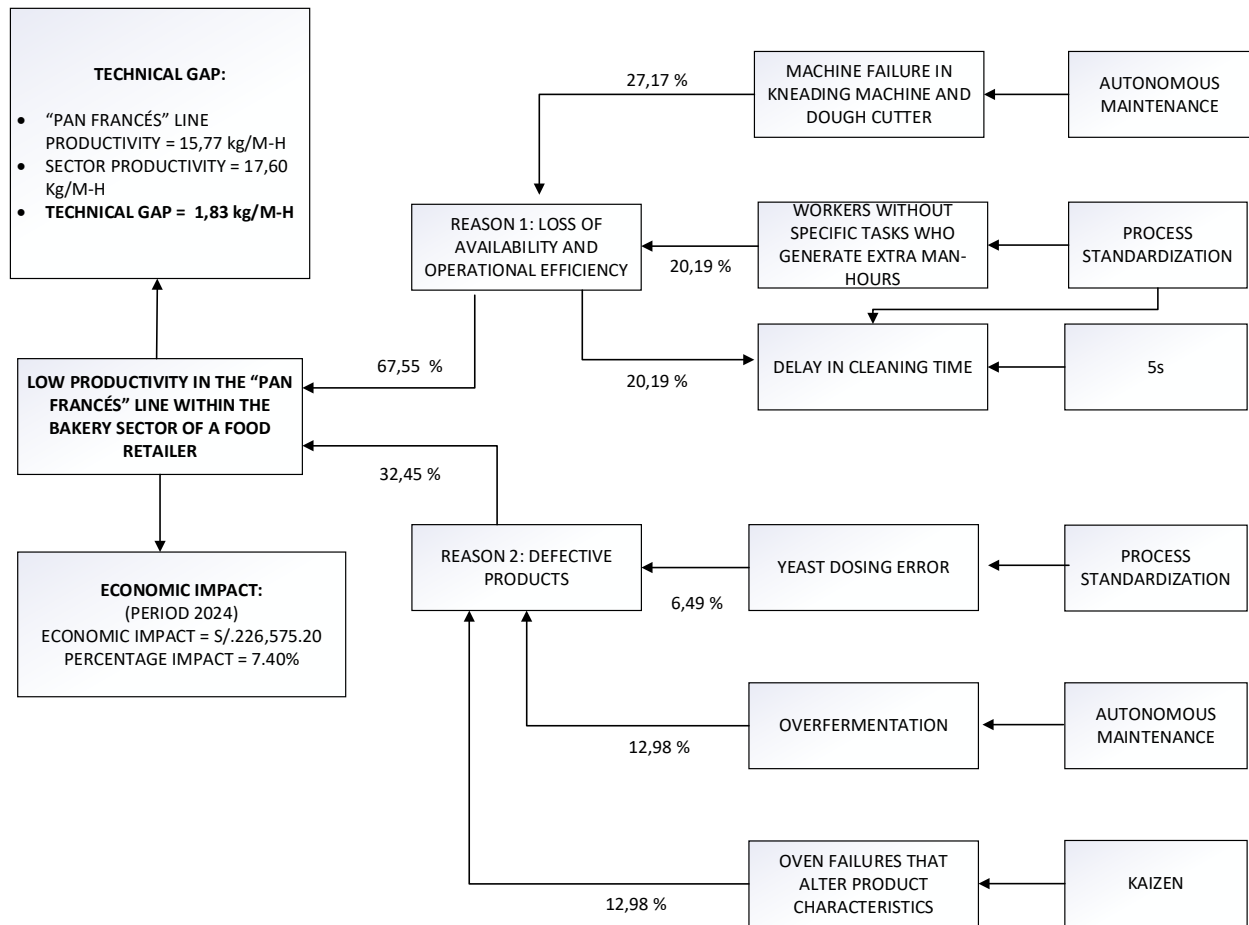 TECHNICAL GAP:
• “PAN FRANCÉS” LINE
PRODUCTIVITY = 15,77 kg/M-H
• SECTOR PRODUCTIVITY = 17,60
Kg/M-H
• TECHNICAL GAP = 1,83 kg/M-H
LOW PRODUCTIVITY IN THE “PAN
FRANCÉS” LINE WITHIN THE
BAKERY SECTOR OF A FOOD
RETAILER
ECONOMIC IMPACT:
(PERIOD 2024)
ECONOMIC IMPACT = S/.226,575.20
PERCENTAGE IMPACT = 7.40%
67,55 %
32,45 %
REASON 1: LOSS OF
AVAILABILITY AND
OPERATIONAL EFFICIENCY
27,17 %
MACHINE FAILURE IN
KNEADING MACHINE AND
DOUGH CUTTER
AUTONOMOUS
MAINTENANCE
20,19 %
WORKERS WITHOUT
SPECIFIC TASKS WHO
GENERATE EXTRA MAN-
HOURS
PROCESS
STANDARDIZATION
20,19 %
DELAY IN CLEANING TIME
5s
REASON 2: DEFECTIVE
PRODUCTS
6,49 %
YEAST DOSING ERROR
PROCESS
STANDARDIZATION
12,98 %
OVERFERMENTATION
AUTONOMOUS
MAINTENANCE
12,98 %
OVEN FAILURES THAT
ALTER PRODUCT
CHARACTERISTICS
KAIZEN